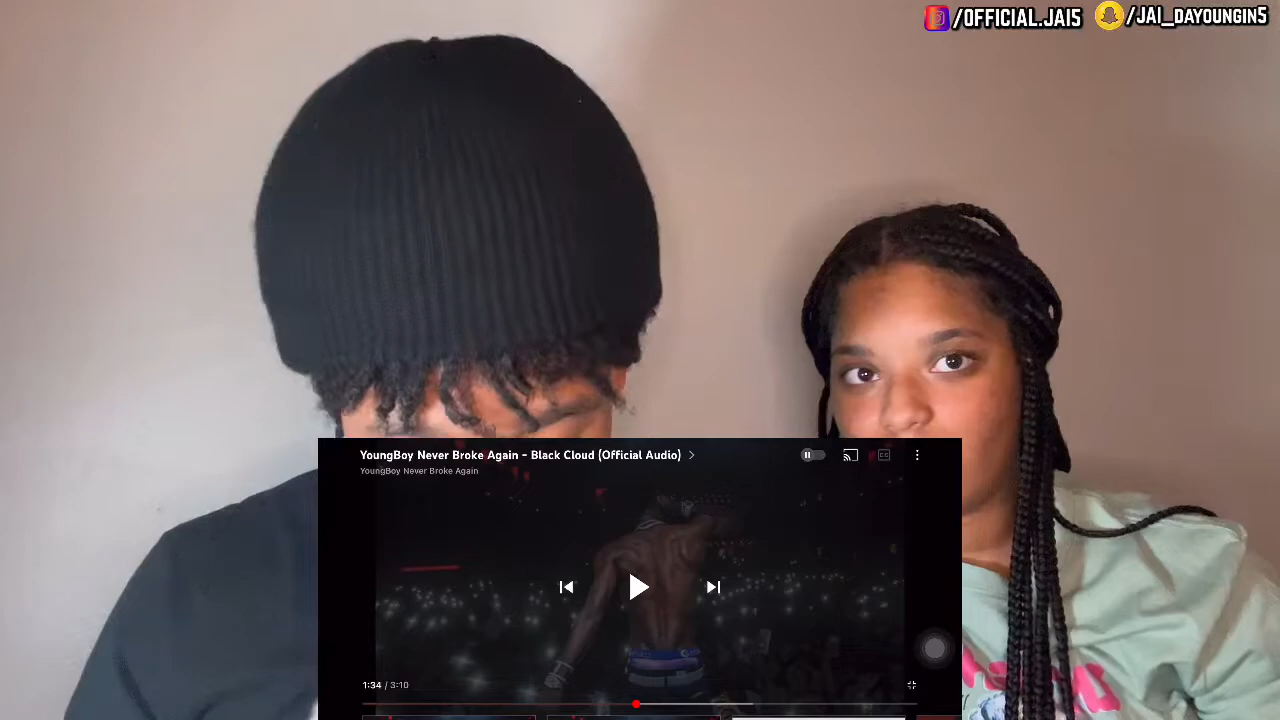 /OFFICIAL.JAI5 /JAI_DAYOUNGIN5
YoungBoy Never Broke Again - Black Cloud (Official Audio)
YoungBoy Never Broke Again
CC
1:34 / 3:10